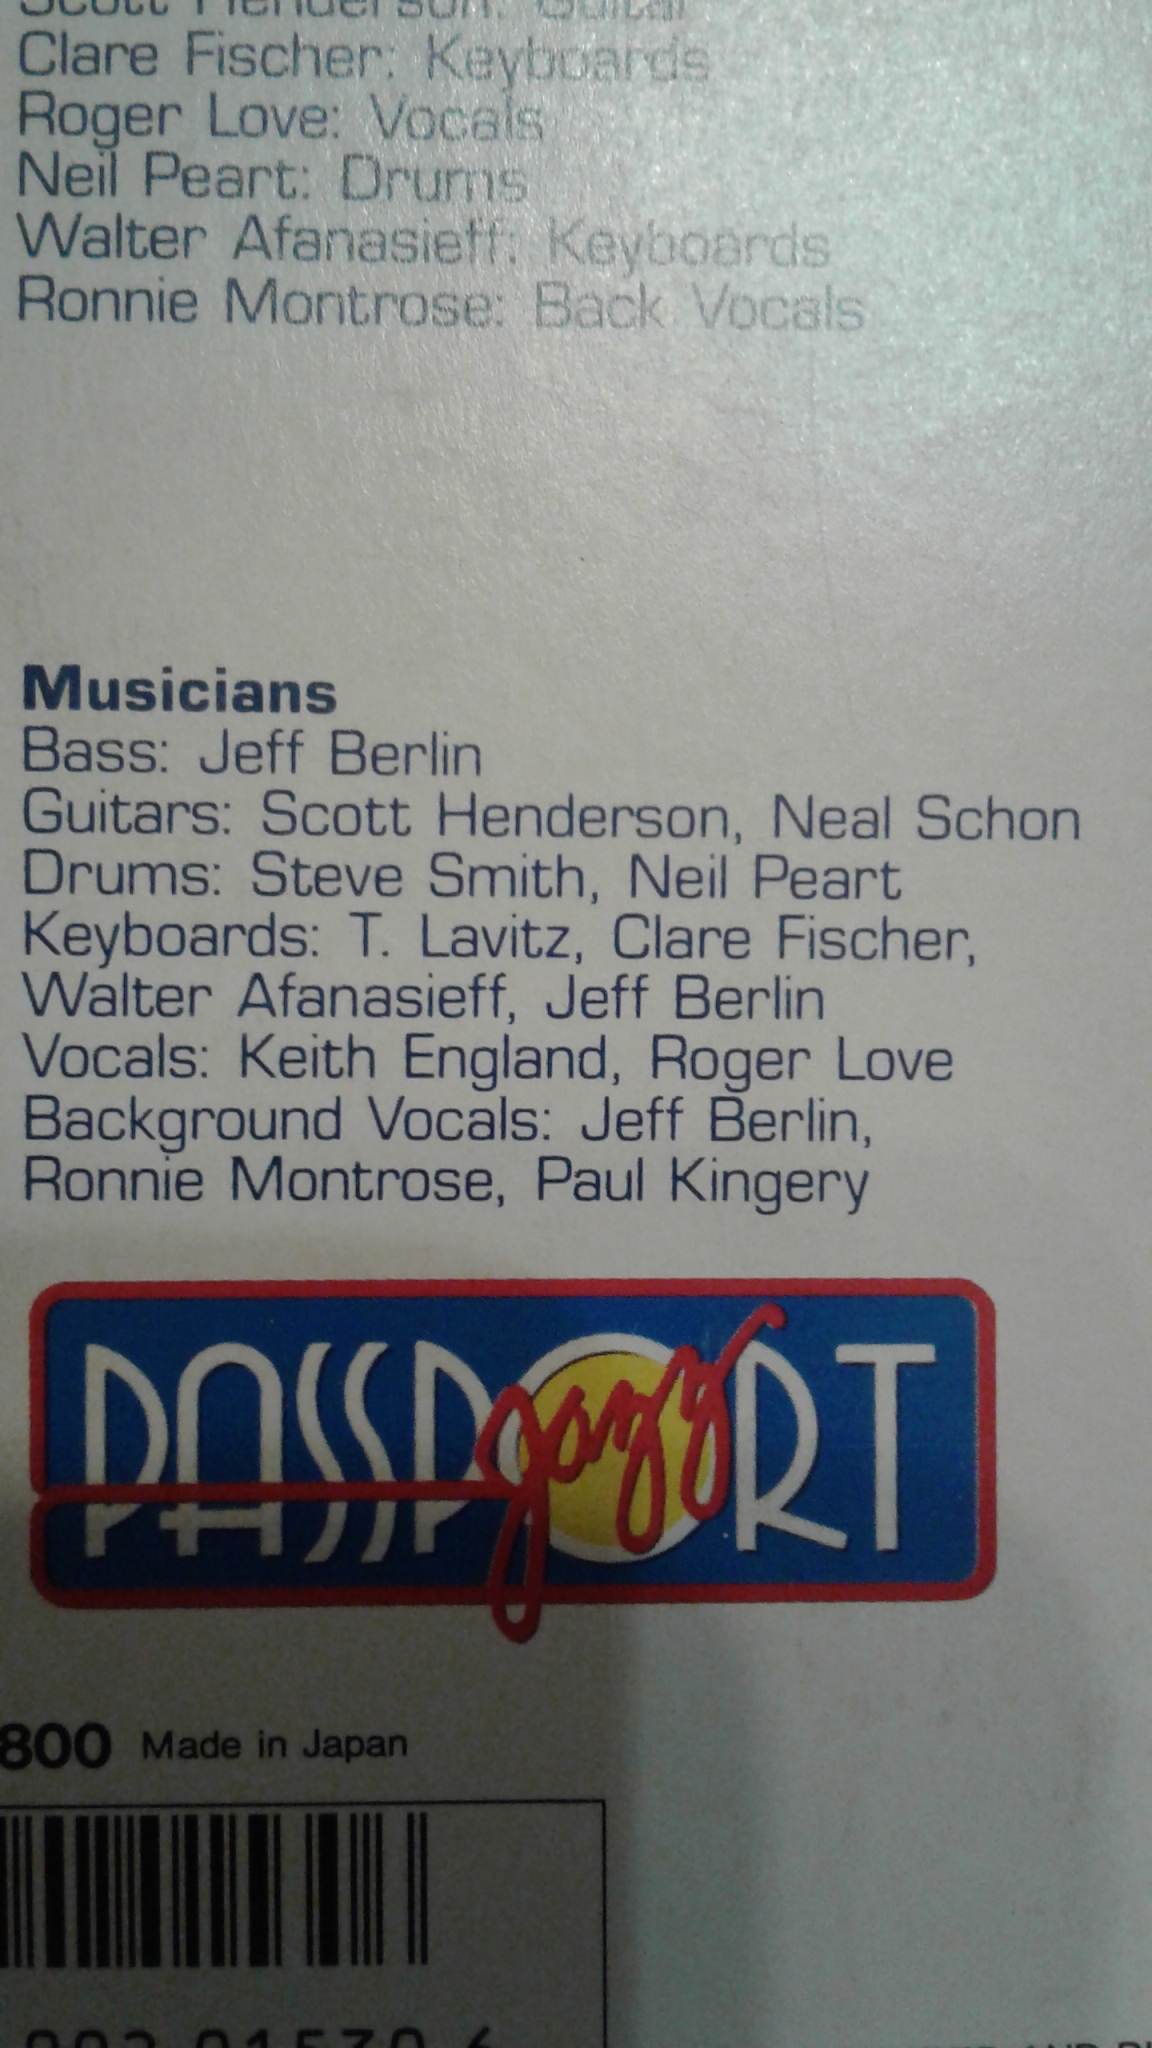 Scott Henderson: Guitar
Clare Fischer: Keyboards
Roger Love: Vocals
Neil Peart: Drums
Walter Afanasieff: Keyboards
Ronnie Montrose: Back Vocals
Musicians
Bass: Jeff Berlin
Guitars: Scott Henderson, Neal Schon
Drums: Steve Smith, Neil Peart
Keyboards: T. Lavitz, Clare Fischer,
Walter Afanasieff, Jeff Berlin
Vocals: Keith England, Roger Love
Background Vocals: Jeff Berlin,
Ronnie Montrose, Paul Kingery
PASSPORT
jazz
800 Made in Japan